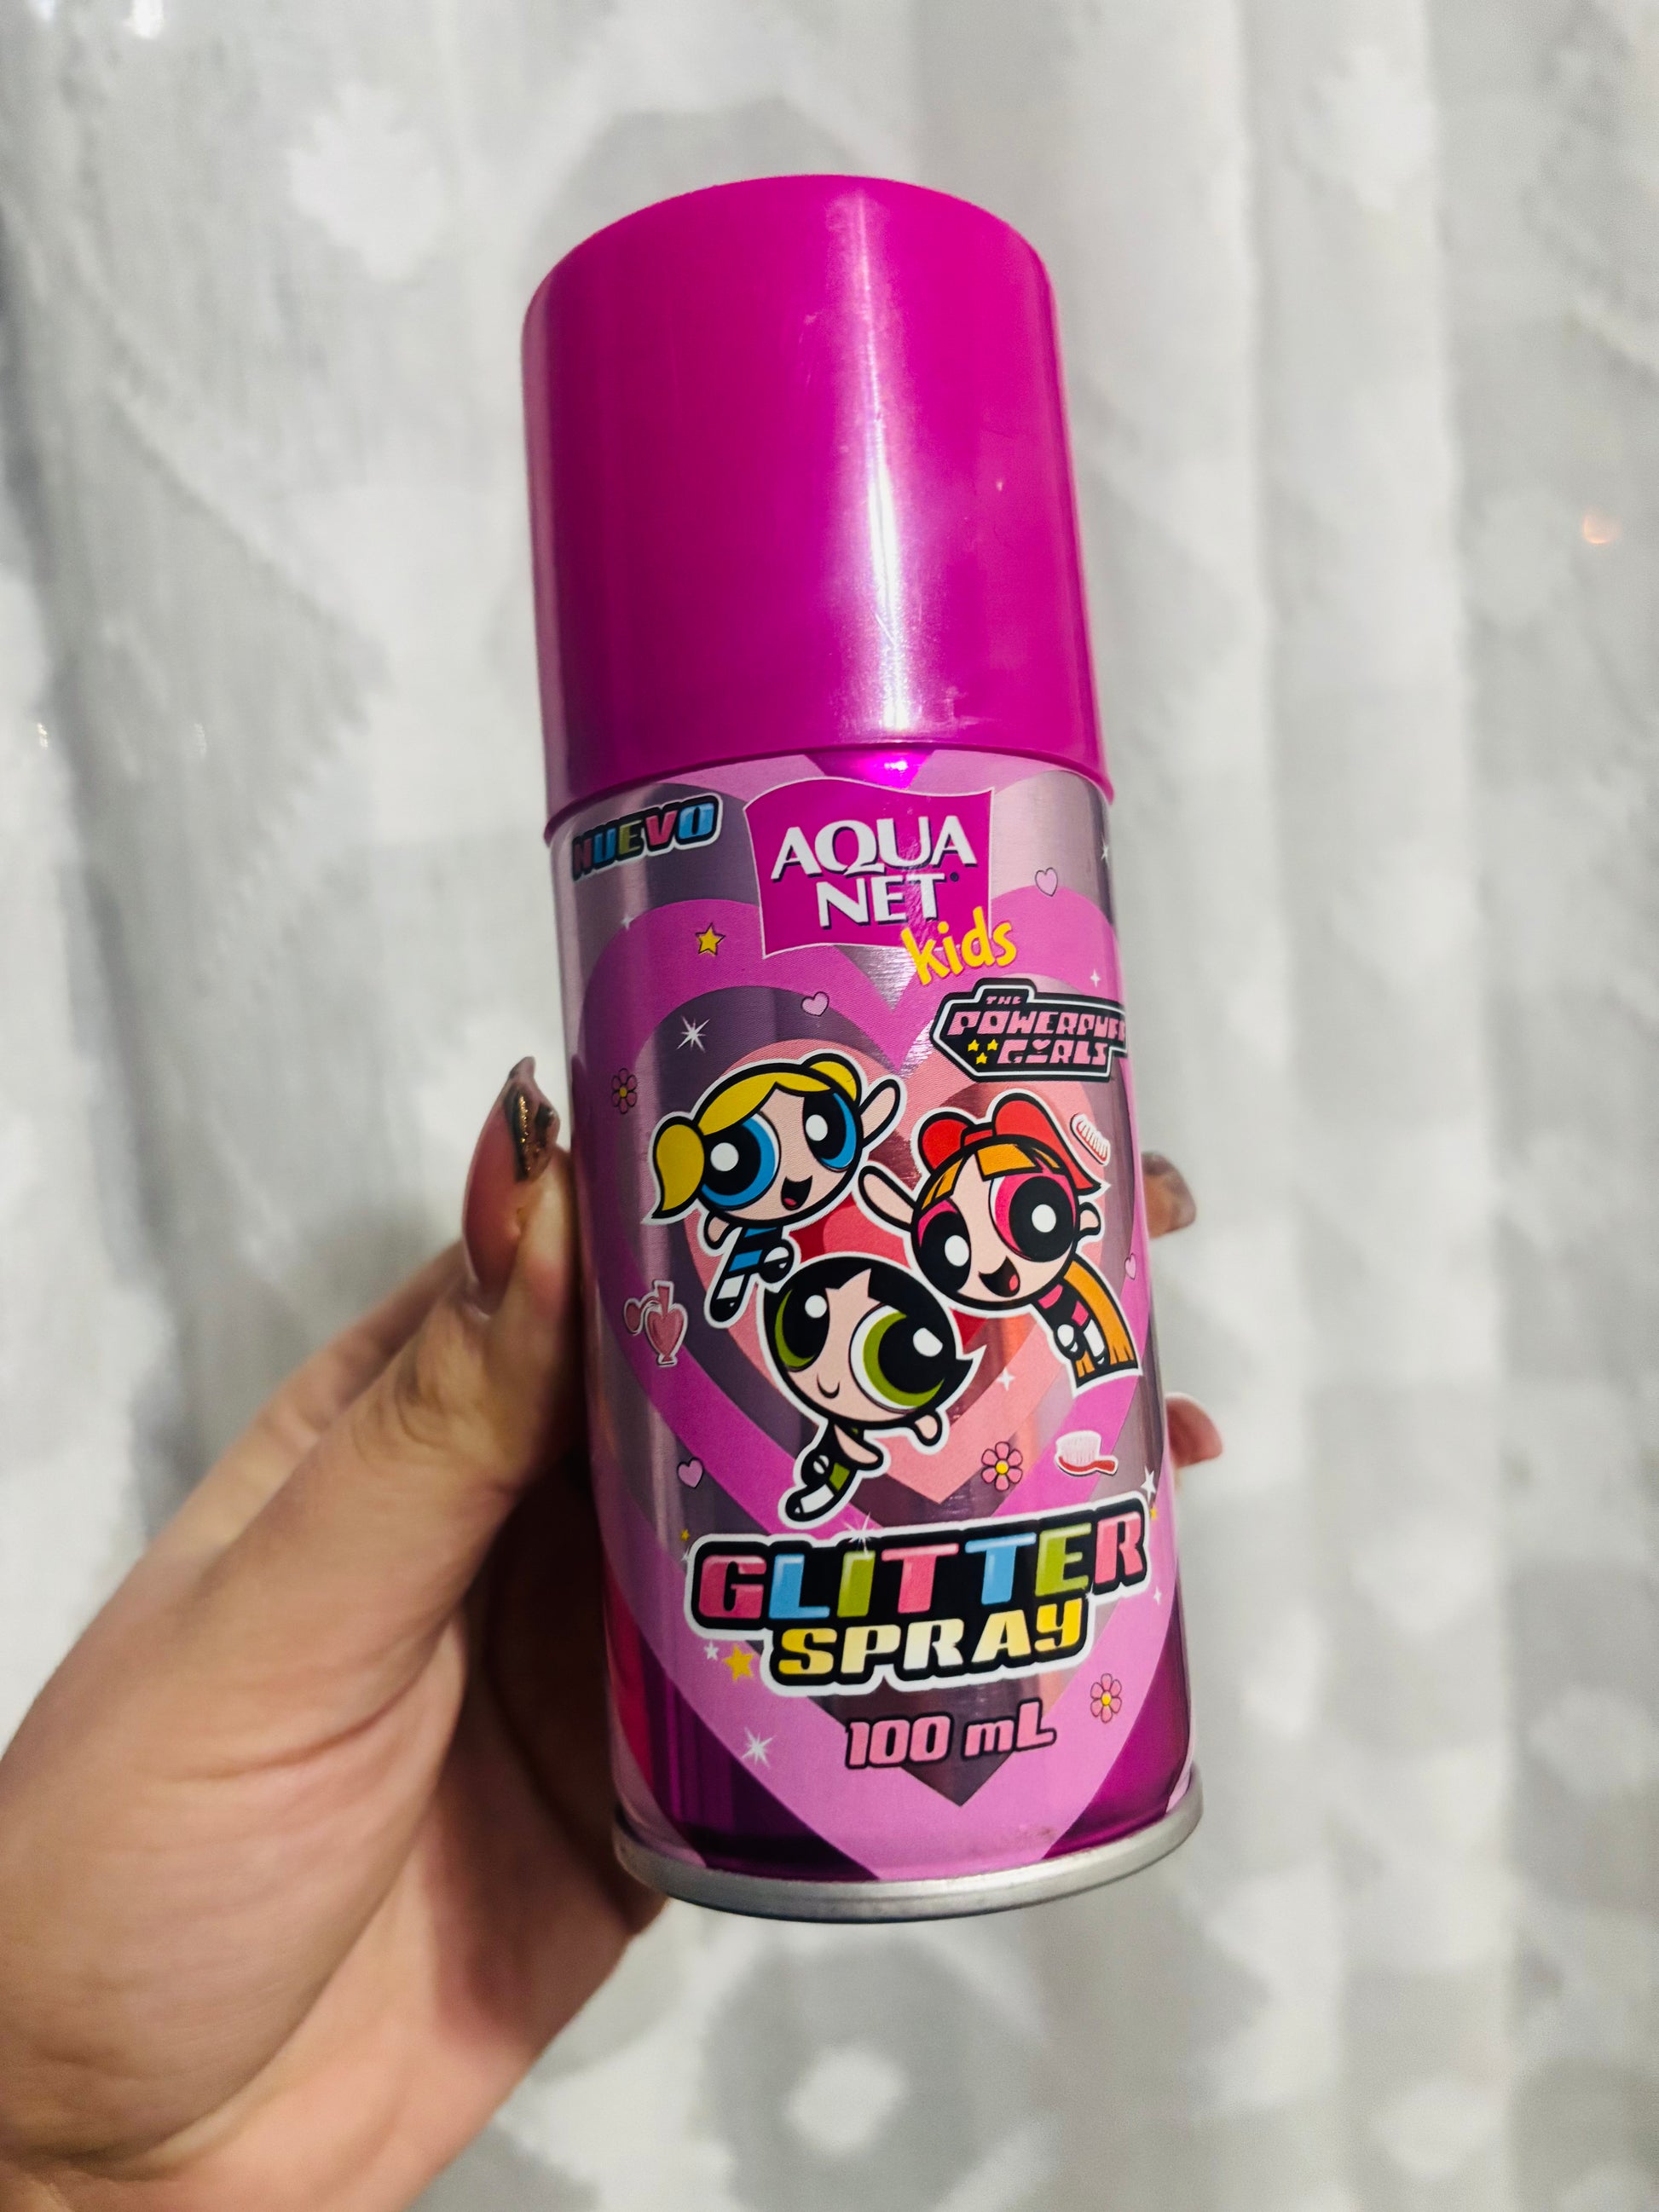 NUEVO
AQUA
NET®
kids
THE
POWERPUFF
GIRLS
GLITTER
SPRAY
100 mL